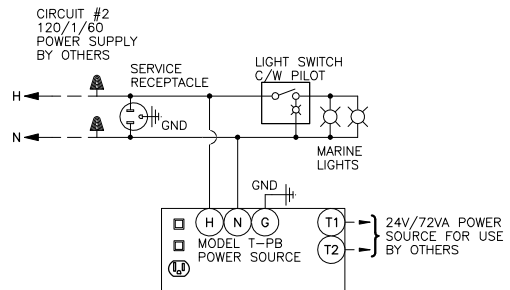 CIRCUIT #2
120/1/60
POWER SUPPLY
BY OTHERS
SERVICE
RECEPTACLE
LIGHT SWITCH
C/W PILOT
H
GND
N
MARINE
LIGHTS
GND
H N G T1
T2
MODEL T-PB
POWER SOURCE
24V/72VA POWER
SOURCE FOR USE
BY OTHERS